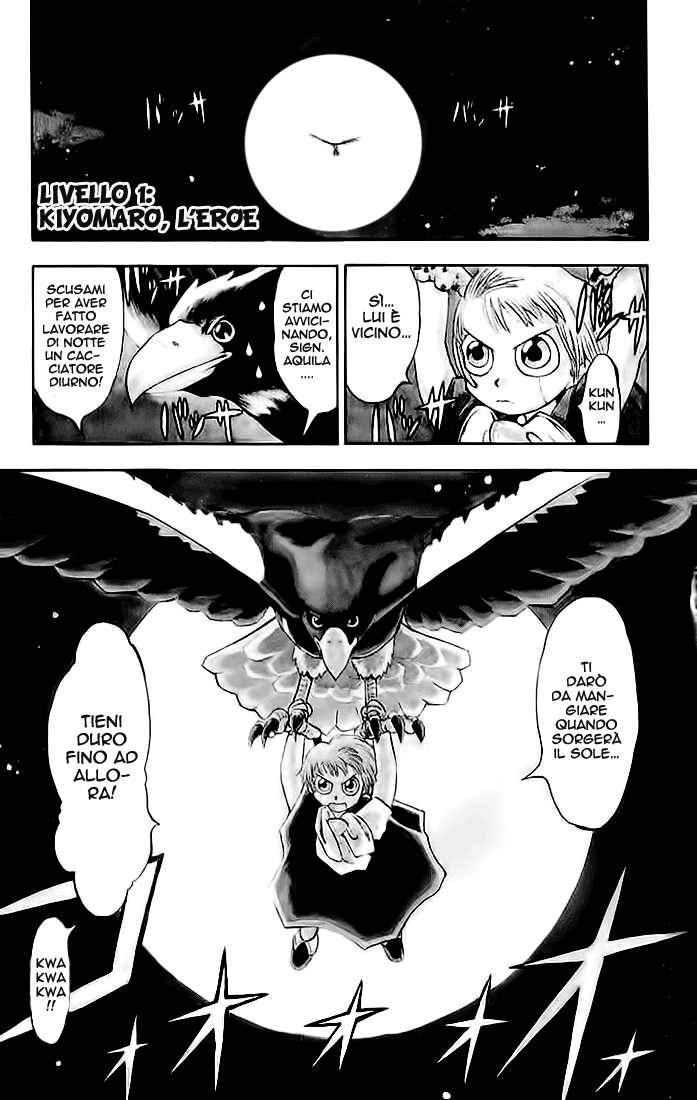 バッサ
バッサ
LIVELLO 1:
KIYOMARO, L'EROE
KUN
KUN
...
SÌ...
LUI È
VICINO...
CI
STIAMO
AVVICI-
NANDO,
SIGN.
AQUILA
....
SCUSAMI
PER AVER
FATTO
LAVORARE
DI NOTTE
UN CAC-
CIATORE
DIURNO!
TI
DARÒ
DA MAN-
GIARE
QUANDO
SORGERÀ
IL SOLE...
TIENI
DURO
FINO AD
ALLO-
RA!
KWA
KWA
KWA
!!